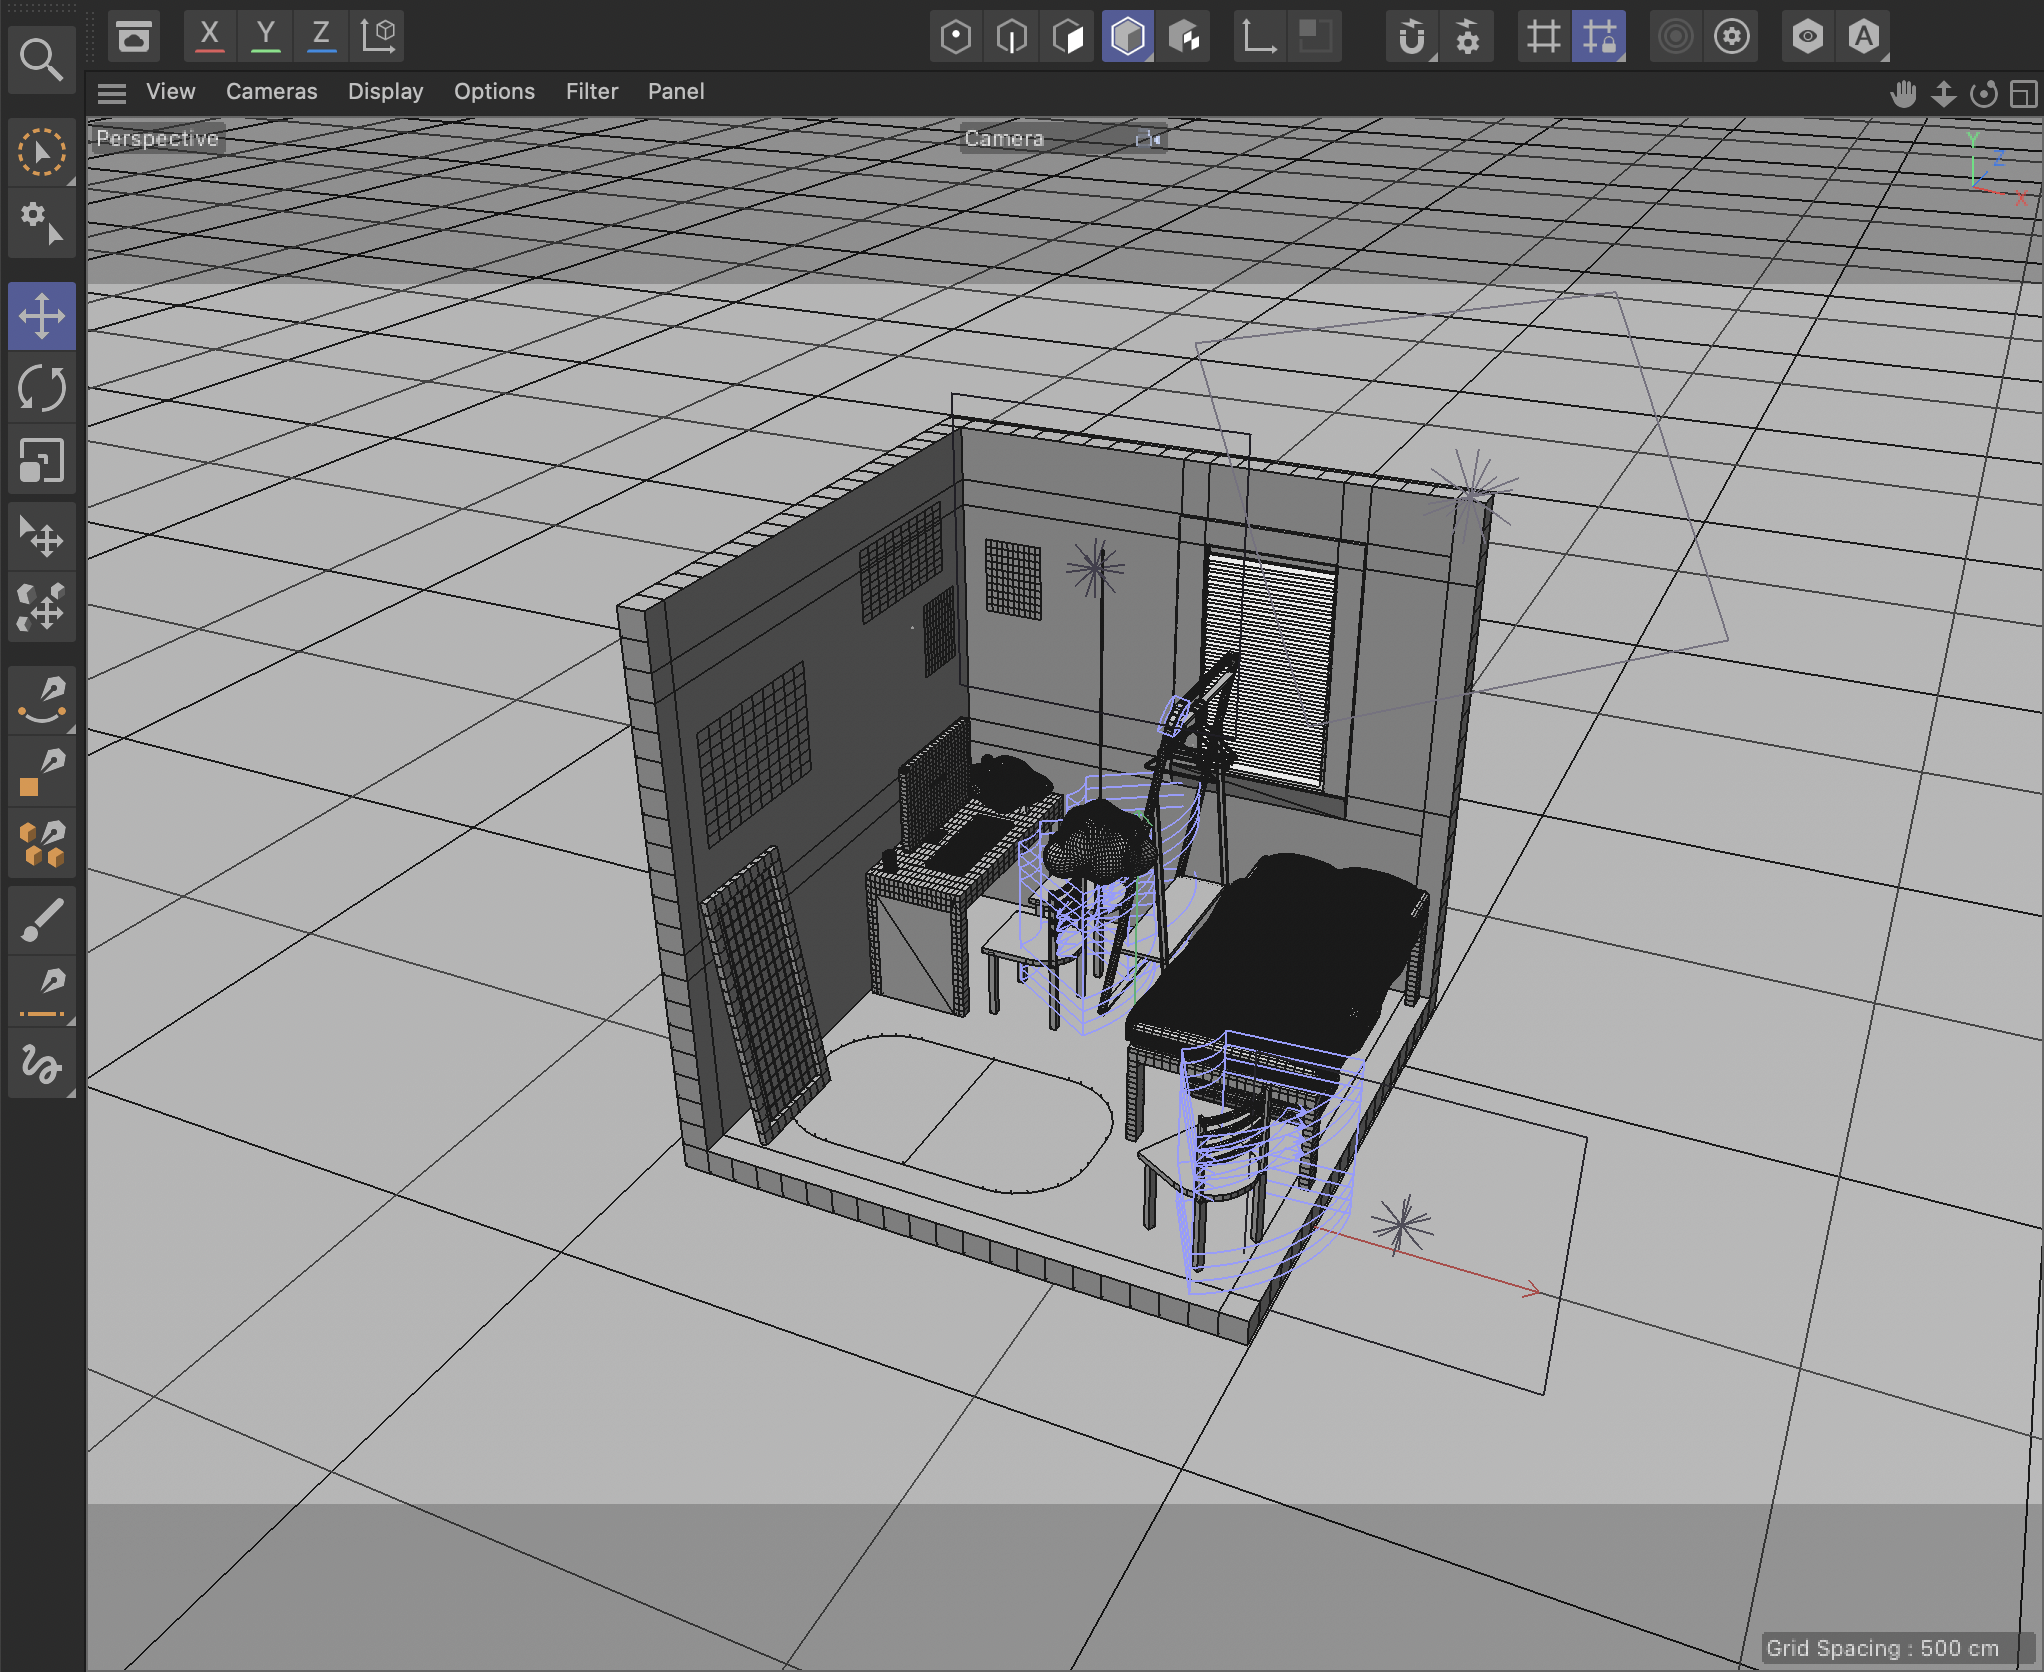 X Y Z
A
View Cameras Display Options Filter Panel
Perspective
Camera
Y
Z
X
Grid Spacing : 500 cm